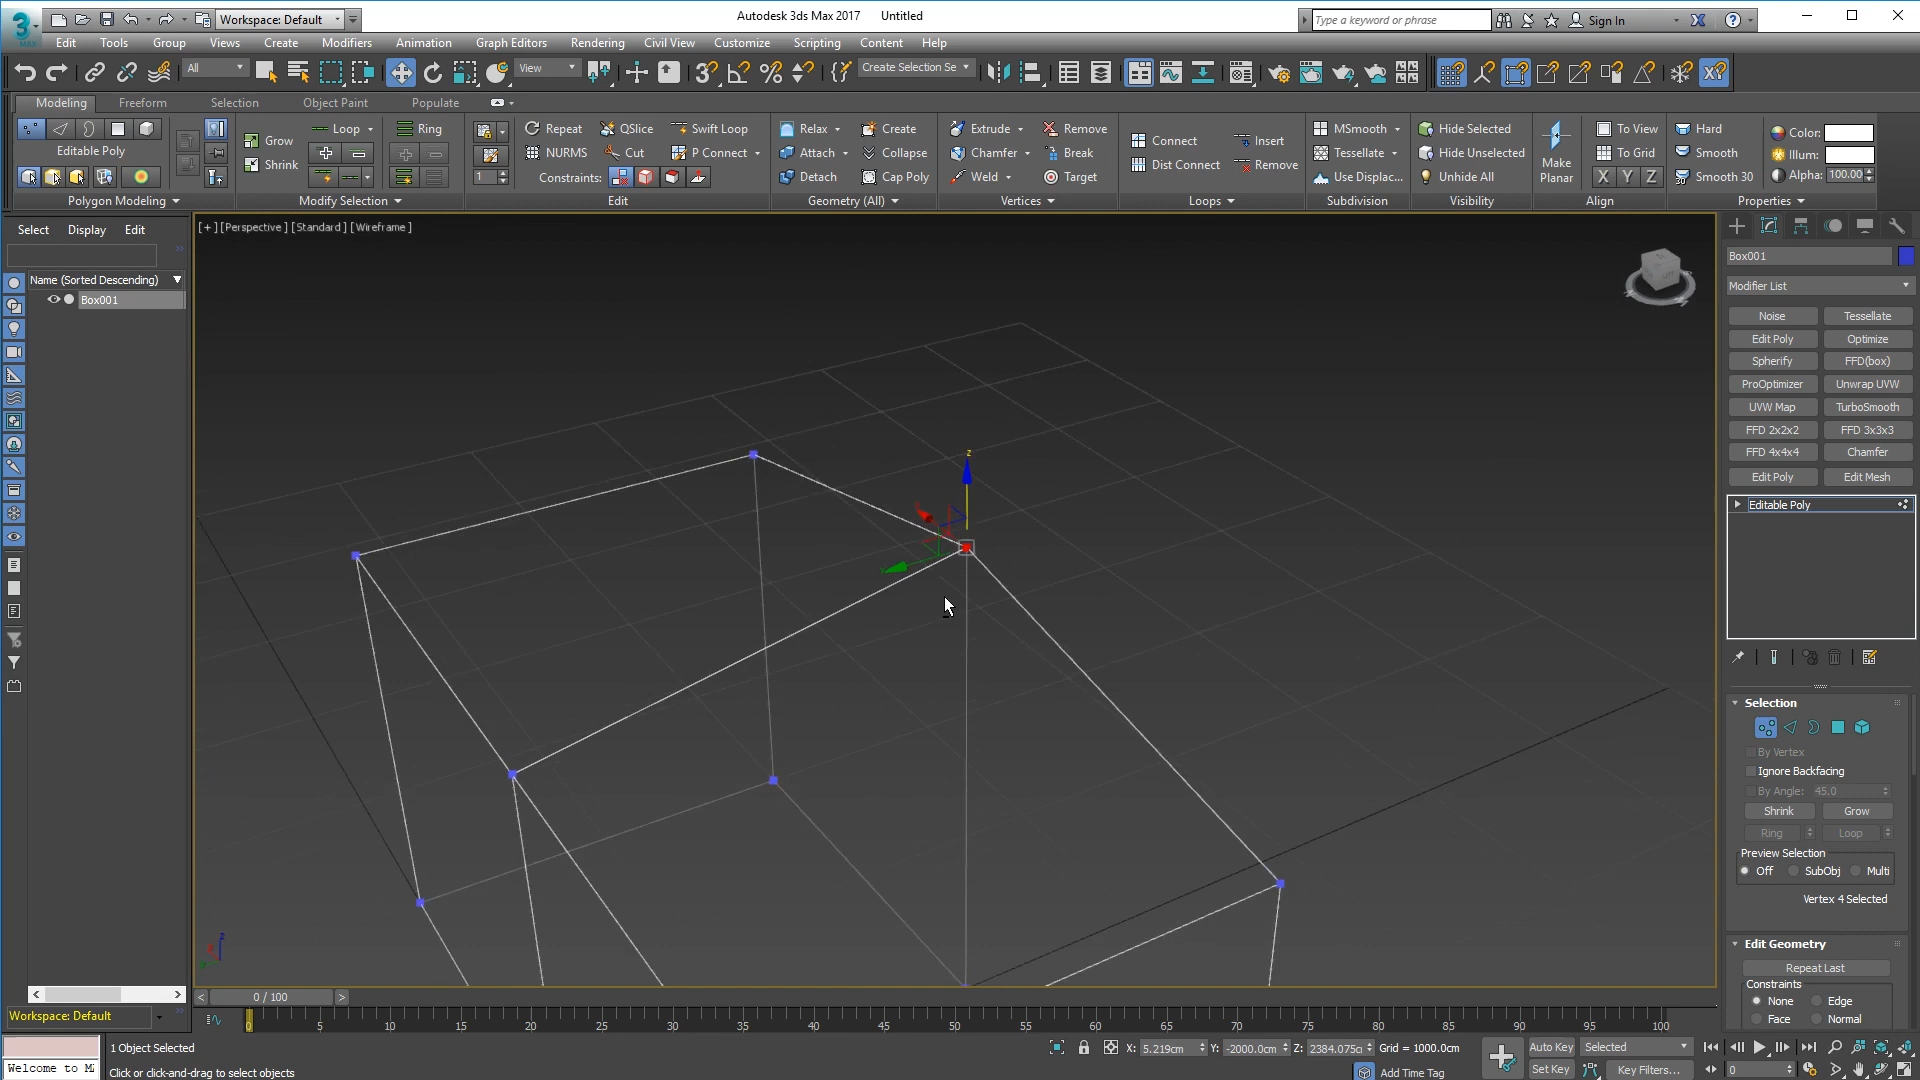 Workspace: Default
Autodesk 3ds Max 2017 Untitled
Type a keyword or phrase
Sign In
MAX
Edit Tools Group Views Create Modifiers Animation Graph Editors Rendering Civil View Customize Scripting Content Help
All
View
Create Selection Se
Modeling Freeform Selection Object Paint Populate
Grow Loop Ring Repeat QSlice Swift Loop Relax Create Extrude Remove Connect Insert MSmooth Hide Selected To View Hard Color:
Editable Poly
Shrink NURMS Cut P Connect Attach Collapse Chamfer Break Dist Connect Remove Tessellate Hide Unselected Make Planar To Grid Smooth Illum:
1 Constraints: Detach Cap Poly Weld Target Use Displac... Unhide All X Y Z Smooth 30 Alpha: 100.00
Polygon Modeling Modify Selection Edit Geometry (All) Vertices Loops Subdivision Visibility Align Properties
Select Display Edit
Name (Sorted Descending)
Box001
[+] [Perspective] [Standard] [Wireframe]
z
Box001
Modifier List
Noise Tessellate
Edit Poly Optimize
Spherify FFD(box)
ProOptimizer Unwrap UVW
UVW Map TurboSmooth
FFD 2x2x2 FFD 3x3x3
FFD 4x4x4 Chamfer
Edit Poly Edit Mesh
Editable Poly
Selection
By Vertex
Ignore Backfacing
By Angle: 45.0
Shrink Grow
Ring Loop
Preview Selection
Off SubObj Multi
Vertex 4 Selected
Edit Geometry
Repeat Last
Constraints
None Edge
Face Normal
z
0 / 100
Workspace: Default
0 5 10 15 20 25 30 35 40 45 50 55 60 65 70 75 80 85 90 95 100
1 Object Selected
X: 5.219cm Y: -2000.0cm Z: 2384.075c Grid = 1000.0cm
Auto Key Selected
Welcome to M
Click or click-and-drag to select objects
Add Time Tag
Set Key Key Filters...
0